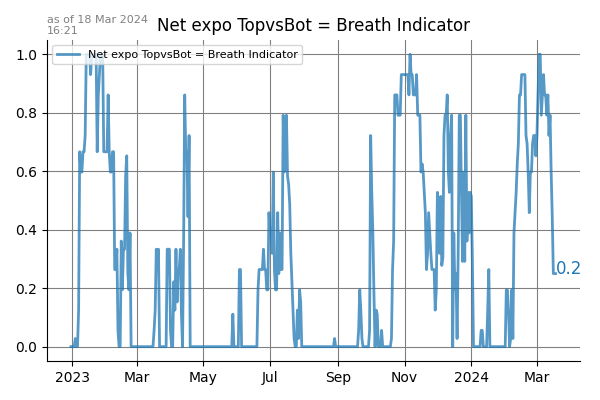 as of 18 Mar 2024
16:21
Net expo TopvsBot = Breath Indicator
Net expo TopvsBot = Breath Indicator
1.0
0.8
0.6
0.4
0.2
0.0
0.2
2023 Mar May Jul Sep Nov 2024 Mar